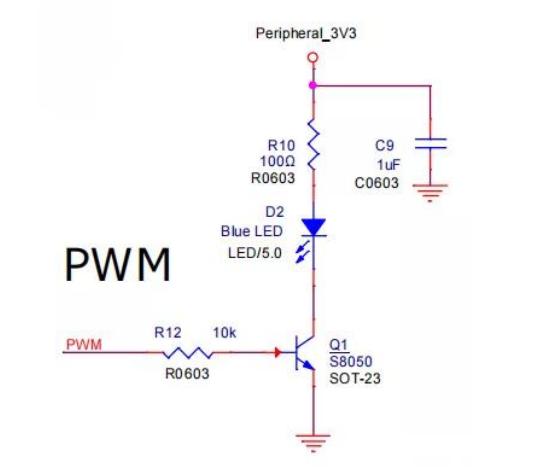 Peripheral_3V3
R10
100Ω
R0603
C9
1uF
C0603
D2
Blue LED
LED/5.0
PWM
PWM
R12 10k
R0603
Q1
S8050
SOT-23